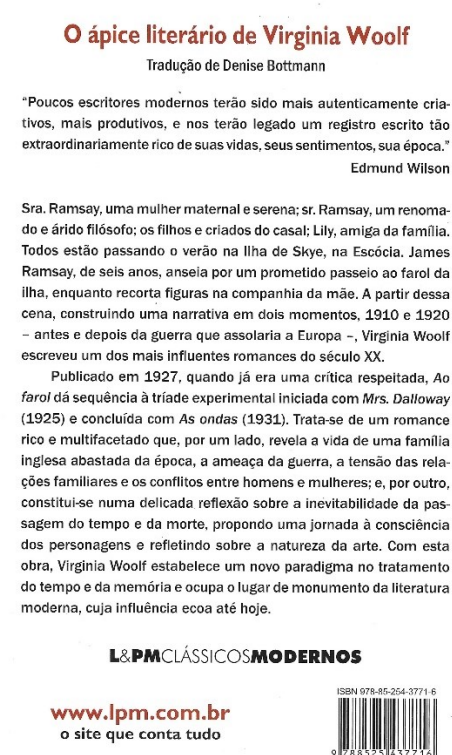 O ápice literário de Virginia Woolf
Tradução de Denise Bottmann
“Poucos escritores modernos terão sido mais autenticamente cria-
tivos, mais produtivos, e nos terão legado um registro escrito tão
extraordinariamente rico de suas vidas, seus sentimentos, sua época.”
Edmund Wilson
Sra. Ramsay, uma mulher maternal e serena; sr. Ramsay, um renoma-
do e árido filósofo; os filhos e criados do casal; Lily, amiga da família.
Todos estão passando o verão na Ilha de Skye, na Escócia. James
Ramsay, de seis anos, anseia por um prometido passeio ao farol da
ilha, enquanto recorta figuras na companhia da mãe. A partir dessa
cena, construindo uma narrativa em dois momentos, 1910 e 1920
– antes e depois da guerra que assolaria a Europa –, Virginia Woolf
escreveu um dos mais influentes romances do século XX.
Publicado em 1927, quando já era uma crítica respeitada, Ao
farol dá sequência à tríade experimental iniciada com Mrs. Dalloway
(1925) e concluída com As ondas (1931). Trata-se de um romance
rico e multifacetado que, por um lado, revela a vida de uma família
inglesa abastada da época, a ameaça da guerra, a tensão das rela-
ções familiares e os conflitos entre homens e mulheres; e, por outro,
constitui-se numa delicada reflexão sobre a inevitabilidade da pas-
sagem do tempo e da morte, propondo uma jornada à consciência
dos personagens e refletindo sobre a natureza da arte. Com esta
obra, Virginia Woolf estabelece um novo paradigma no tratamento
do tempo e da memória e ocupa o lugar de monumento da literatura
moderna, cuja influência ecoa até hoje.
L&PMCLÁSSICOSMODERNOS
www.lpm.com.br
o site que conta tudo
ISBN 978-85-254-3771-6
9788525437716